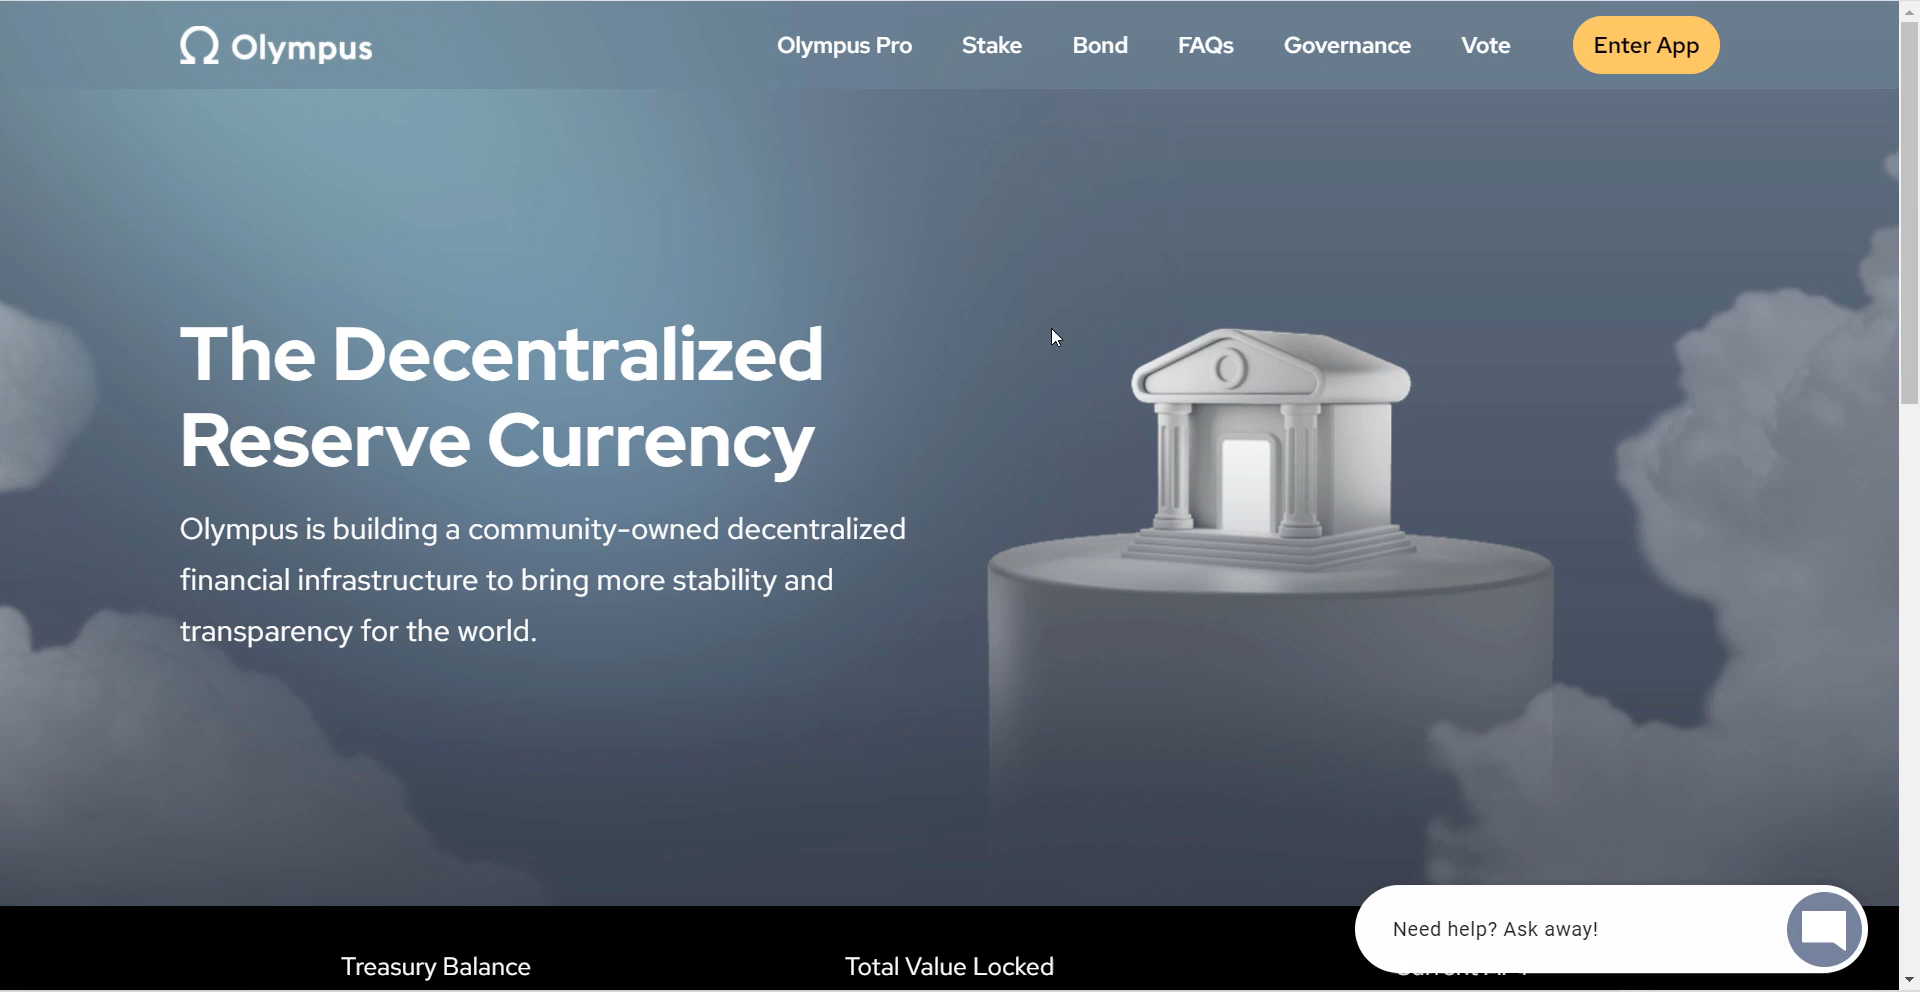 Olympus
Olympus Pro
Stake
Bond
FAQs
Governance
Vote
Enter App
The Decentralized
Reserve Currency
Olympus is building a community-owned decentralized
financial infrastructure to bring more stability and
transparency for the world.
Need help? Ask away!
Treasury Balance
Total Value Locked